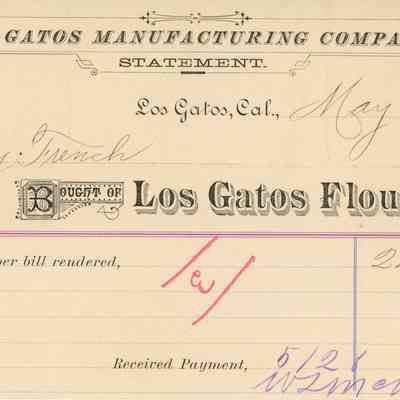 GATOS MANUFACTURING COMPA
STATEMENT.
Los Gatos, Cal., May
y. French
BOUGHT OF Los Gatos Flou
per bill rendered,
Received Payment, 5/21